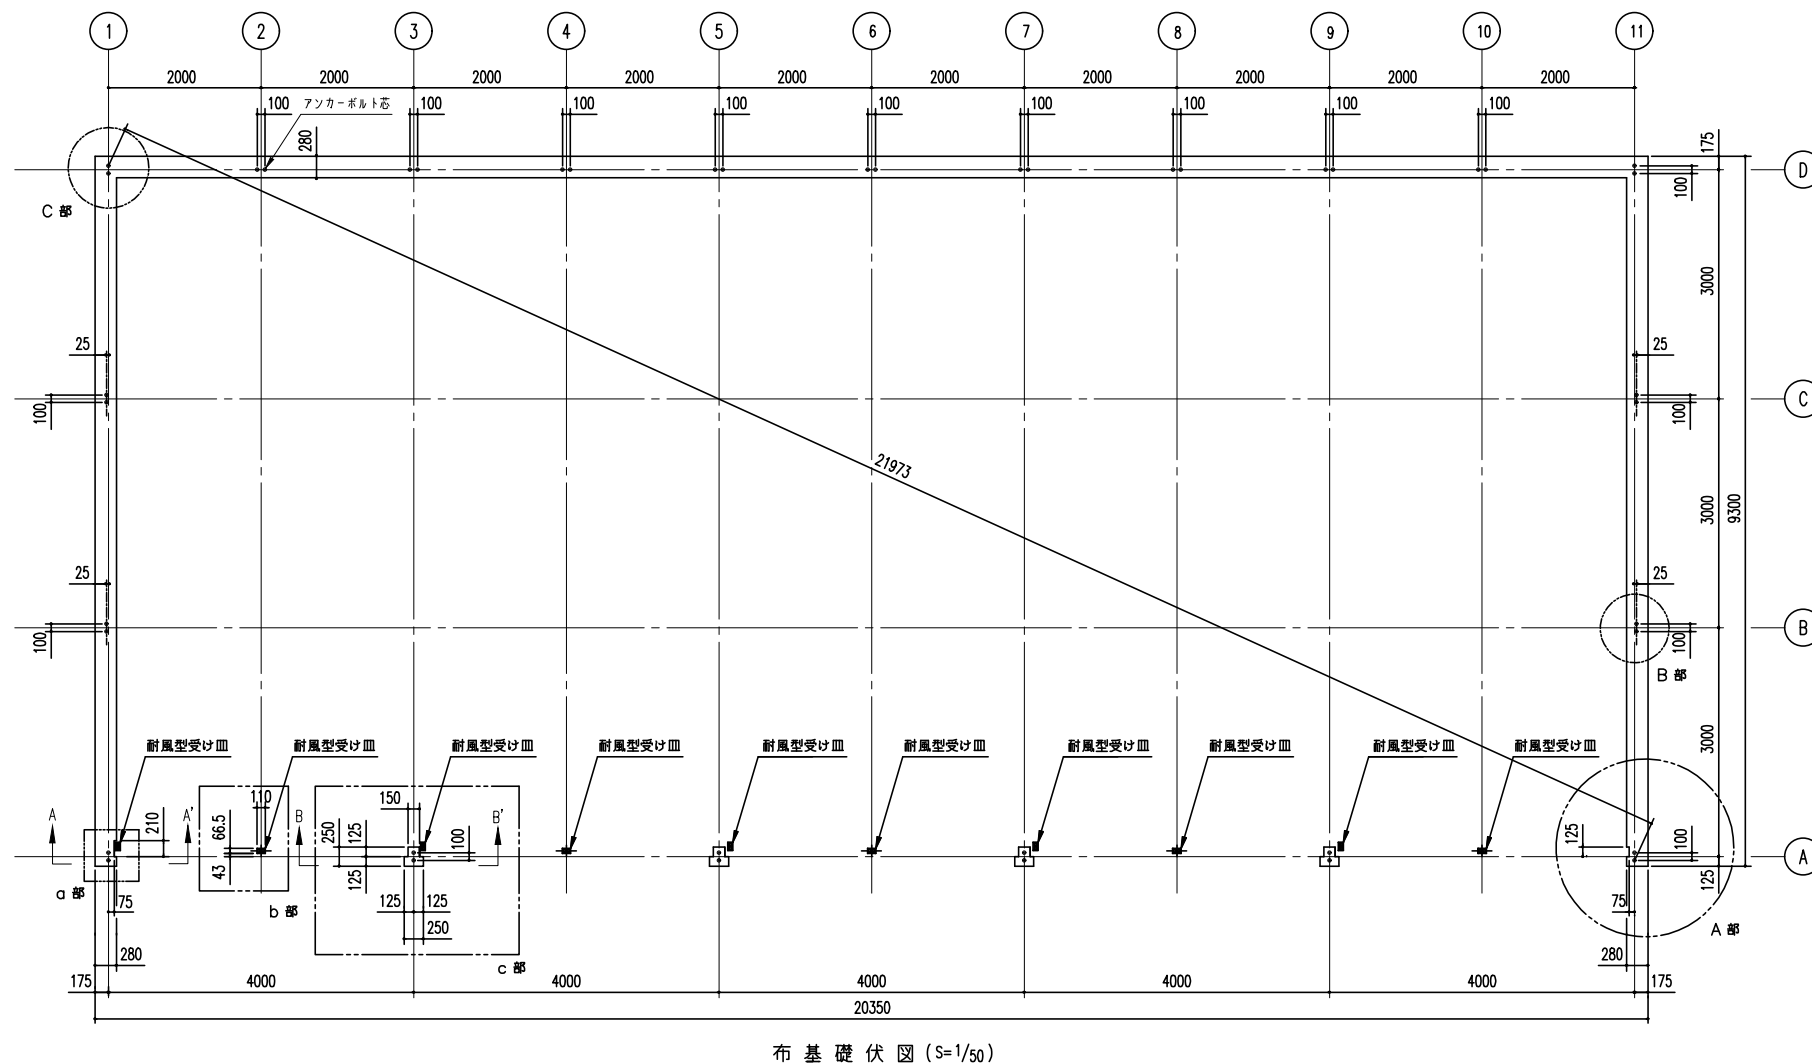 1 2 3 4 5 6 7 8 9 10 11
2000 2000 2000 2000 2000 2000 2000 2000 2000 2000
100 アンカーボルト芯 100 100 100 100 100 100 100 100
280
175
D
100
C 部
3000
25 25
100 100
C
21973
3000
9300
25 25
100 100
B
B 部
3000
耐風型受け皿 耐風型受け皿 耐風型受け皿 耐風型受け皿 耐風型受け皿 耐風型受け皿 耐風型受け皿 耐風型受け皿 耐風型受け皿 耐風型受け皿
A A' 210
66.5 110 43
B B' 150 250 125 125 100
125 100
A
a 部
75
b 部
125 125
250
c 部
75
125
A 部
280 280
175 4000 4000 4000 4000 4000 175
20350
布基礎伏図 (S=1/50)